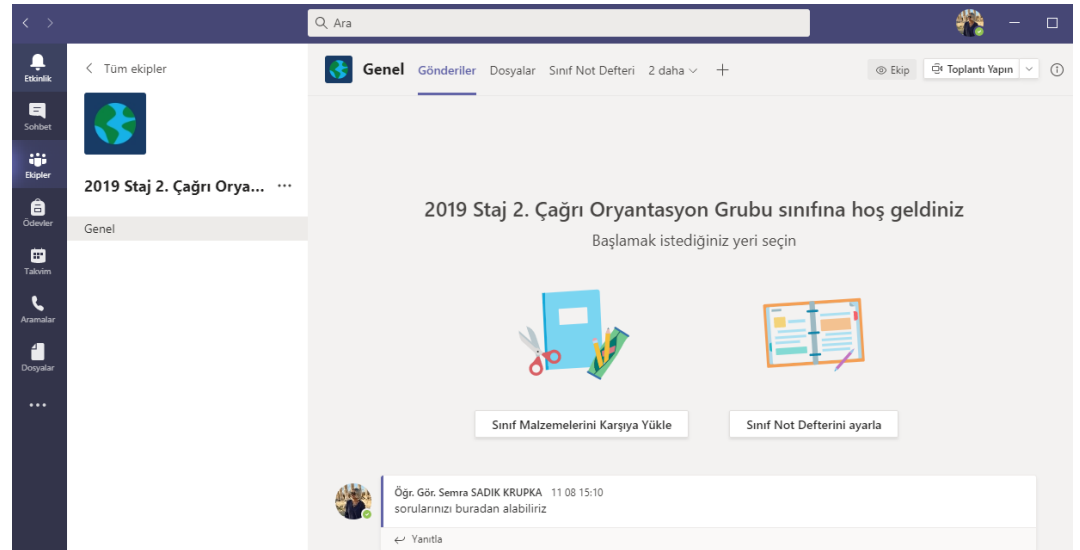 Ara
Etkinlik
Sohbet
Ekipler
Ödevler
Takvim
Aramalar
Dosyalar
Tüm ekipler
2019 Staj 2. Çağrı Orya...
Genel
Genel Gönderiler Dosyalar Sınıf Not Defteri 2 daha
Ekip
Toplantı Yapın
2019 Staj 2. Çağrı Oryantasyon Grubu sınıfına hoş geldiniz
Başlamak istediğiniz yeri seçin
Sınıf Malzemelerini Karşıya Yükle
Sınıf Not Defterini ayarla
Öğr. Gör. Semra SADIK KRUPKA 11 08 15:10
sorularınızı buradan alabiliriz
Yanıtla